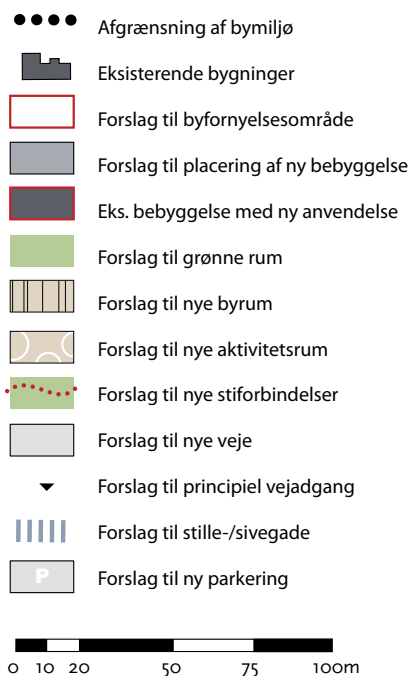 Afgrænsning af bymiljø
Eksisterende bygninger
Forslag til byfornyelsesområde
Forslag til placering af ny bebyggelse
Eks. bebyggelse med ny anvendelse
Forslag til grønne rum
Forslag til nye byrum
Forslag til nye aktivitetsrum
Forslag til nye stiforbindelser
Forslag til nye veje
Forslag til principiel vejadgang
Forslag til stille-/sivegade
P Forslag til ny parkering
0 10 20 50 75 100m